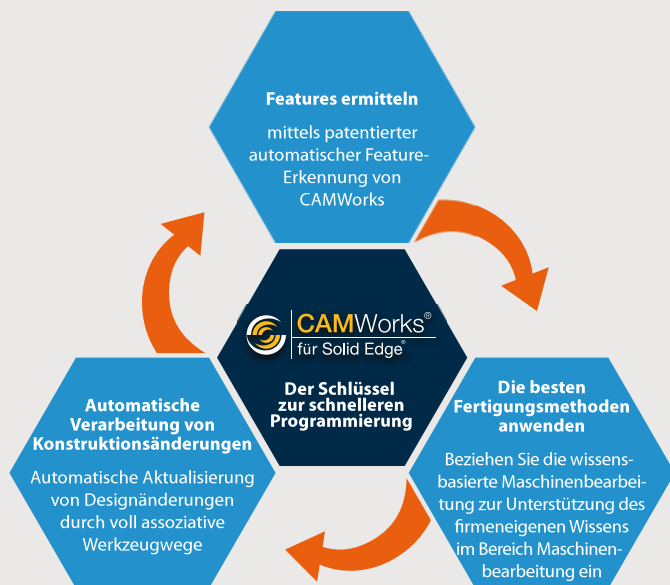 Features ermitteln
mittels patentierter
automatischer Feature-
Erkennung von
CAMWorks
CAMWorks®
für Solid Edge®
Der Schlüssel
zur schnelleren
Programmierung
Die besten
Fertigungsmethoden
anwenden
Beziehen Sie die wissens-
basierte Maschinenbearbei-
tung zur Unterstützung des
firmeneigenen Wissens
im Bereich Maschinen-
bearbeitung ein
Automatische
Verarbeitung von
Konstruktionsänderungen
Automatische Aktualisierung
von Designänderungen
durch voll assoziative
Werkzeugwege